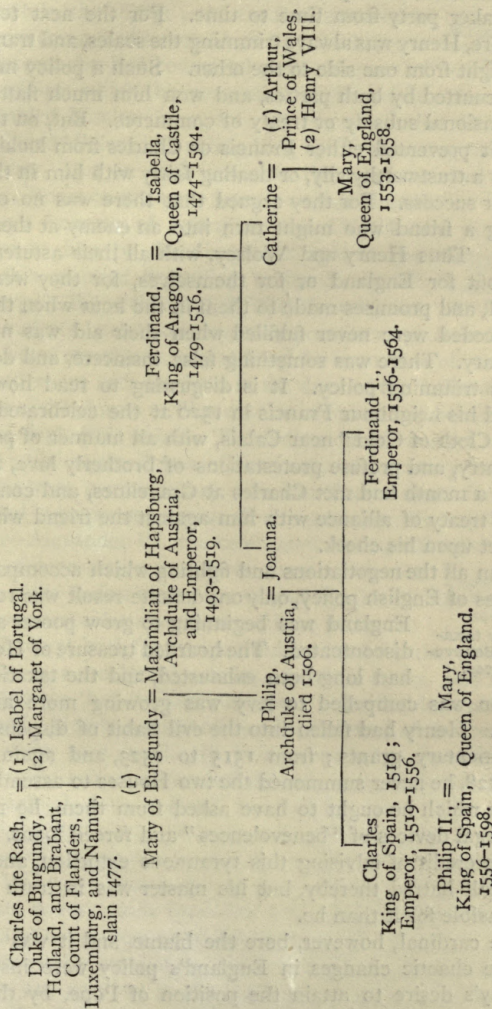 Charles the Rash, = (1) Isabel of Portugal.
Duke of Burgundy, (2) Margaret of York.
Holland, and Brabant,
Count of Flanders,
Luxemburg, and Namur,
slain 1477.
(1)
Mary of Burgundy = Maximilian of Hapsburg,
Archduke of Austria,
and Emperor,
1493-1519.
Ferdinand, = Isabella,
King of Aragon, Queen of Castile,
1479-1516. 1474-1504.
Philip, = Joanna.
Archduke of Austria,
died 1506.
Catherine = (1) Arthur,
Prince of Wales.
(2) Henry VIII.
Charles
King of Spain, 1516;
Emperor, 1519-1556.
Ferdinand I.,
Emperor, 1556-1564.
Mary,
Queen of England,
1553-1558.
Philip II., = Mary,
King of Spain, Queen of England.
1556-1598.